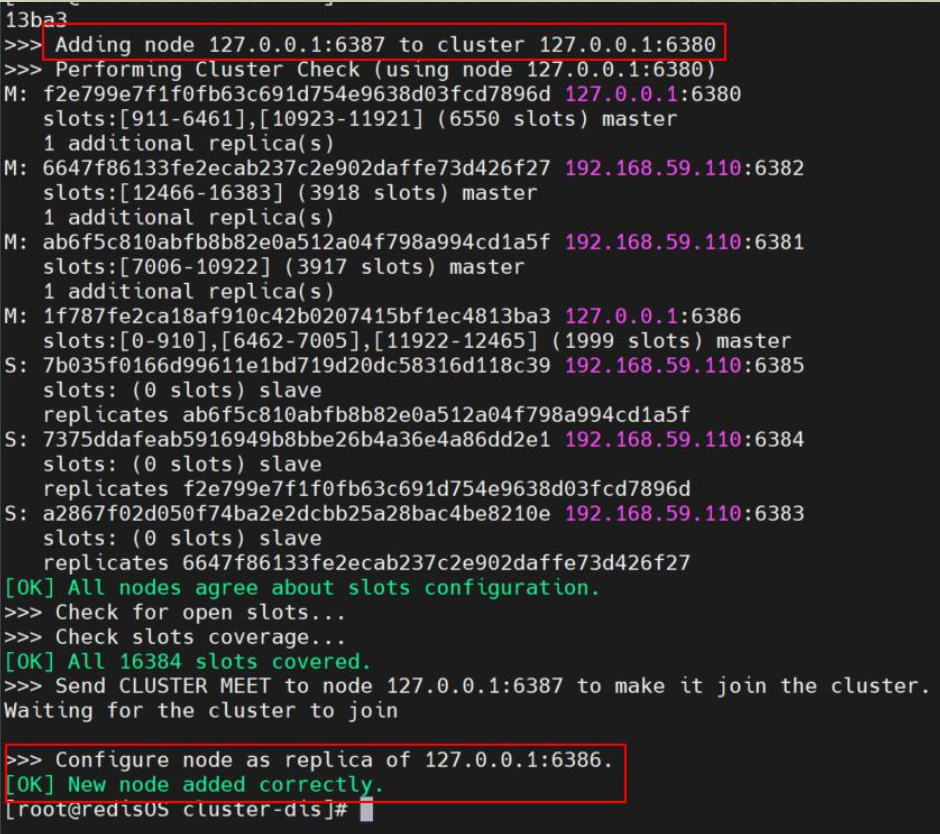 13ba3
>>> Adding node 127.0.0.1:6387 to cluster 127.0.0.1:6380
>>> Performing Cluster Check (using node 127.0.0.1:6380)
M: f2e799e7f1f0fb63c691d754e9638d03fcd7896d 127.0.0.1:6380
   slots:[911-6461],[10923-11921] (6550 slots) master
   1 additional replica(s)
M: 6647f86133fe2ecab237c2e902daffe73d426f27 192.168.59.110:6382
   slots:[12466-16383] (3918 slots) master
   1 additional replica(s)
M: ab6f5c810abfb8b82e0a512a04f798a994cd1a5f 192.168.59.110:6381
   slots:[7006-10922] (3917 slots) master
   1 additional replica(s)
M: 1f787fe2ca18af910c42b0207415bf1ec4813ba3 127.0.0.1:6386
   slots:[0-910],[6462-7005],[11922-12465] (1999 slots) master
S: 7b035f0166d99611e1bd719d20dc58316d118c39 192.168.59.110:6385
   slots: (0 slots) slave
   replicates ab6f5c810abfb8b82e0a512a04f798a994cd1a5f
S: 7375ddafeab5916949b8bbe26b4a36e4a86dd2e1 192.168.59.110:6384
   slots: (0 slots) slave
   replicates f2e799e7f1f0fb63c691d754e9638d03fcd7896d
S: a2867f02d050f74ba2e2dcbb25a28bac4be8210e 192.168.59.110:6383
   slots: (0 slots) slave
   replicates 6647f86133fe2ecab237c2e902daffe73d426f27
[OK] All nodes agree about slots configuration.
>>> Check for open slots...
>>> Check slots coverage...
[OK] All 16384 slots covered.
>>> Send CLUSTER MEET to node 127.0.0.1:6387 to make it join the cluster.
Waiting for the cluster to join
>>> Configure node as replica of 127.0.0.1:6386.
[OK] New node added correctly.
[root@redisOS cluster-dis]#